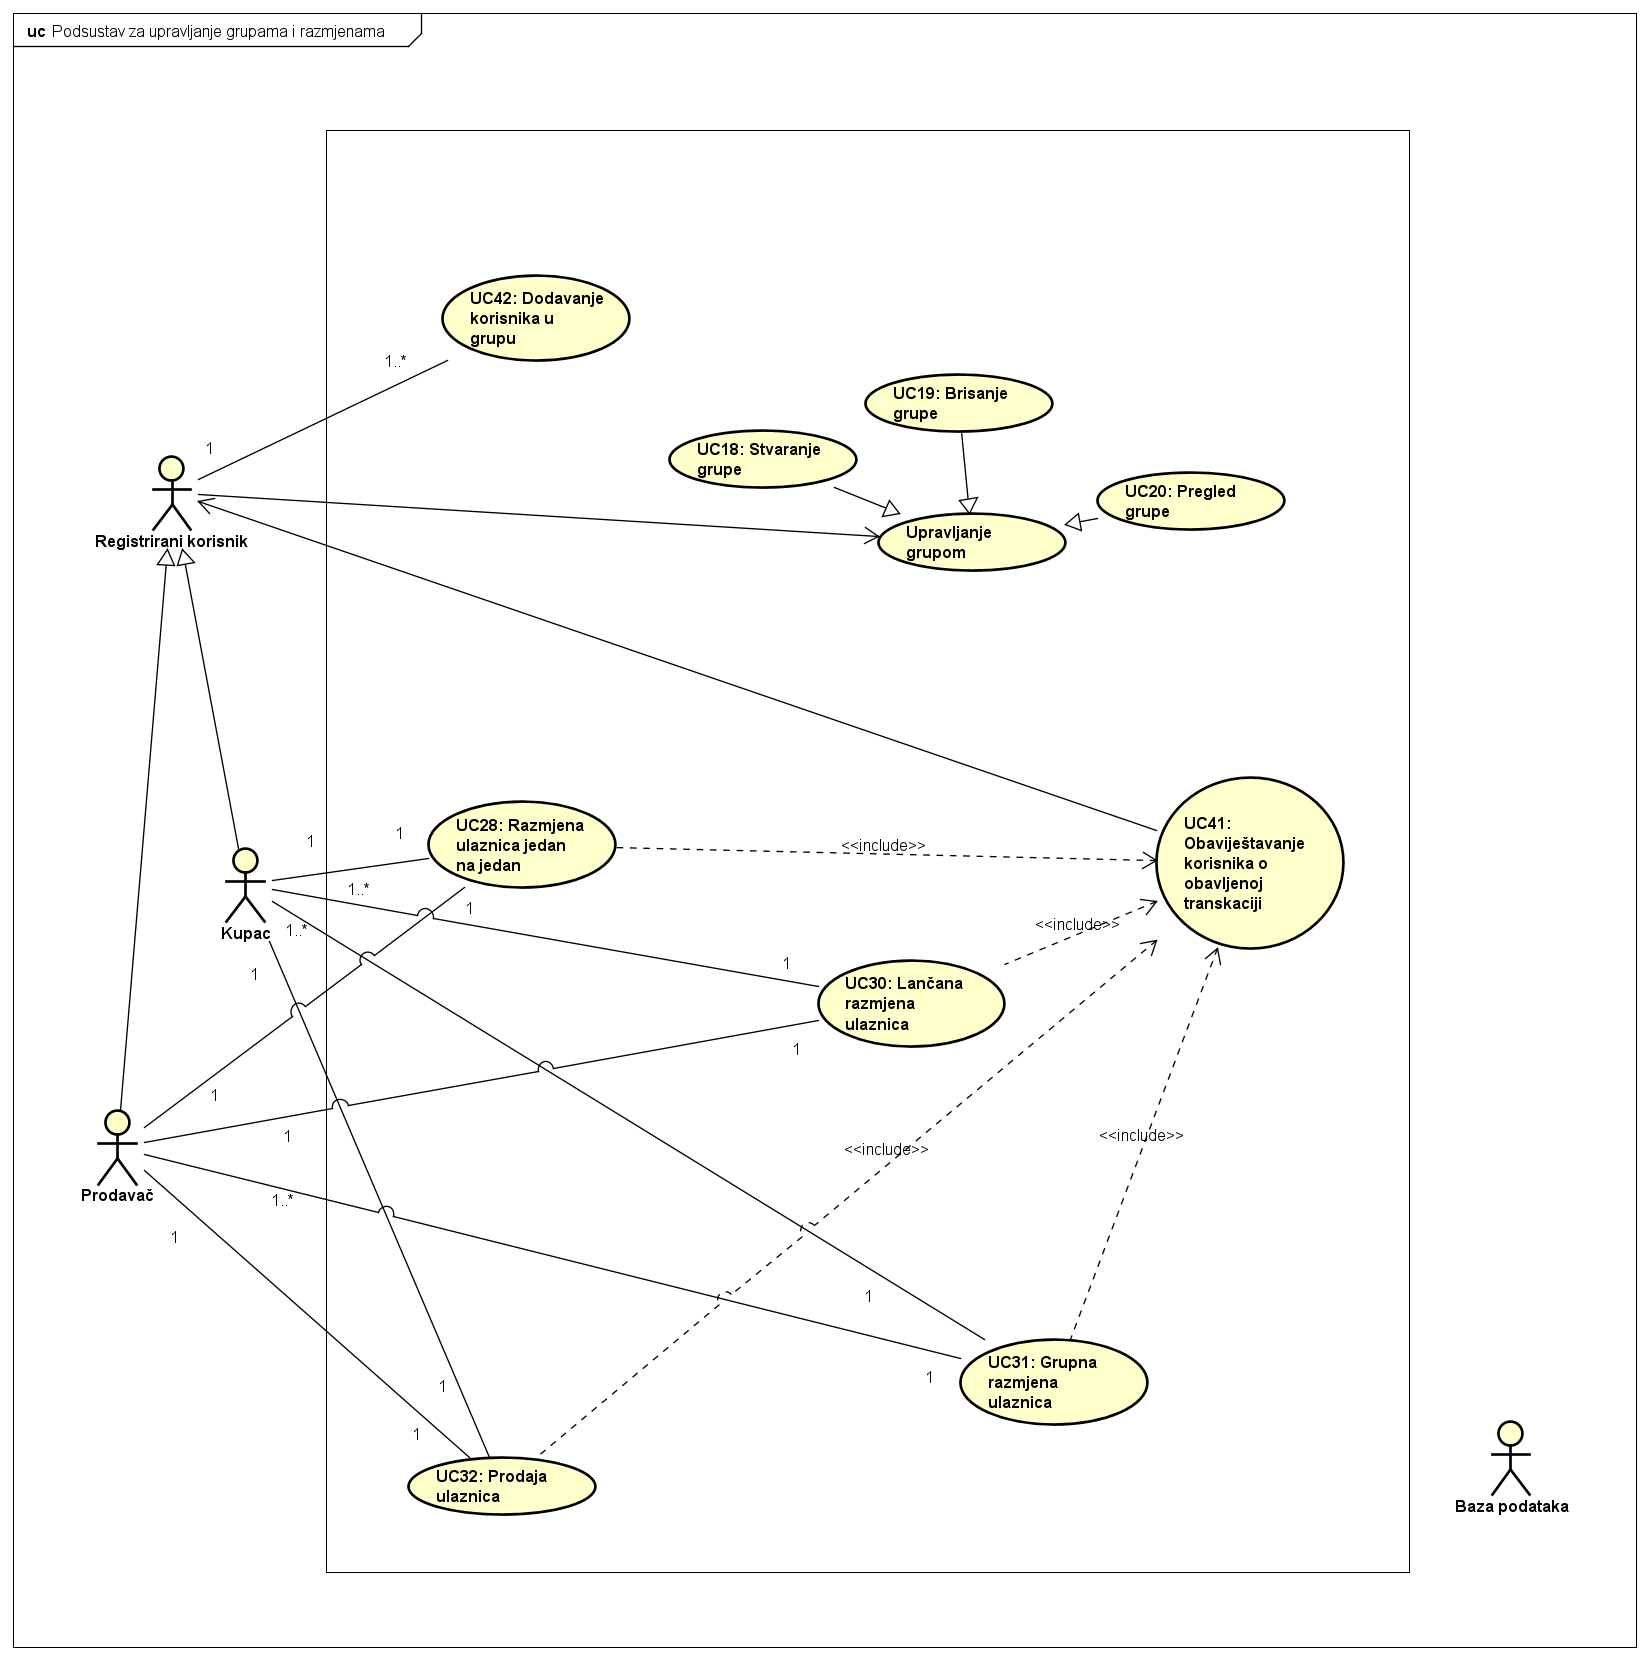 uc Podsustav za upravljanje grupama i razmjenama
UC42: Dodavanje
korisnika u
grupu
1..*
UC19: Brisanje
grupe
UC18: Stvaranje
grupe
1
UC20: Pregled
grupe
Upravljanje
grupom
Registrirani korisnik
UC28: Razmjena
ulaznica jedan
na jedan
1
1
<<include>>
UC41:
Obaviještavanje
korisnika o
obavljenoj
transkaciji
1..*
1
<<include>>
Kupac
1..*
1
1
UC30: Lančana
razmjena
ulaznica
1
1
1
<<include>>
<<include>>
Prodavač
1..*
1
1
UC31: Grupna
razmjena
ulaznica
1
1
1
UC32: Prodaja
ulaznica
Baza podataka